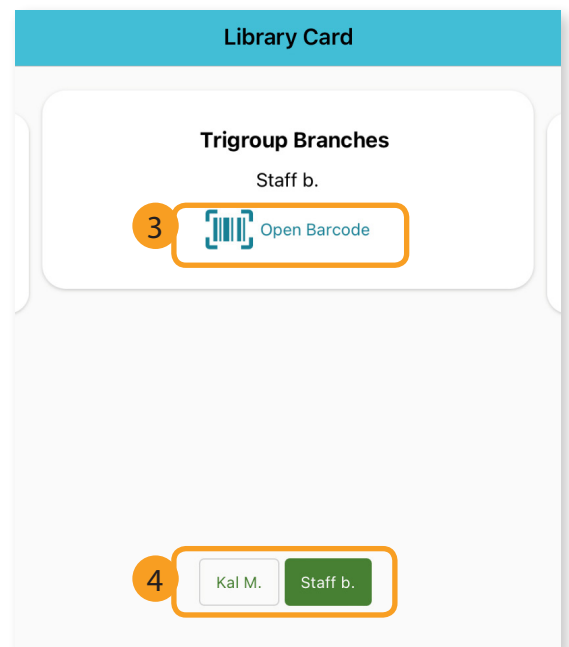 Library Card
Trigroup Branches
Staff b.
3 Open Barcode
4 Kal M. Staff b.